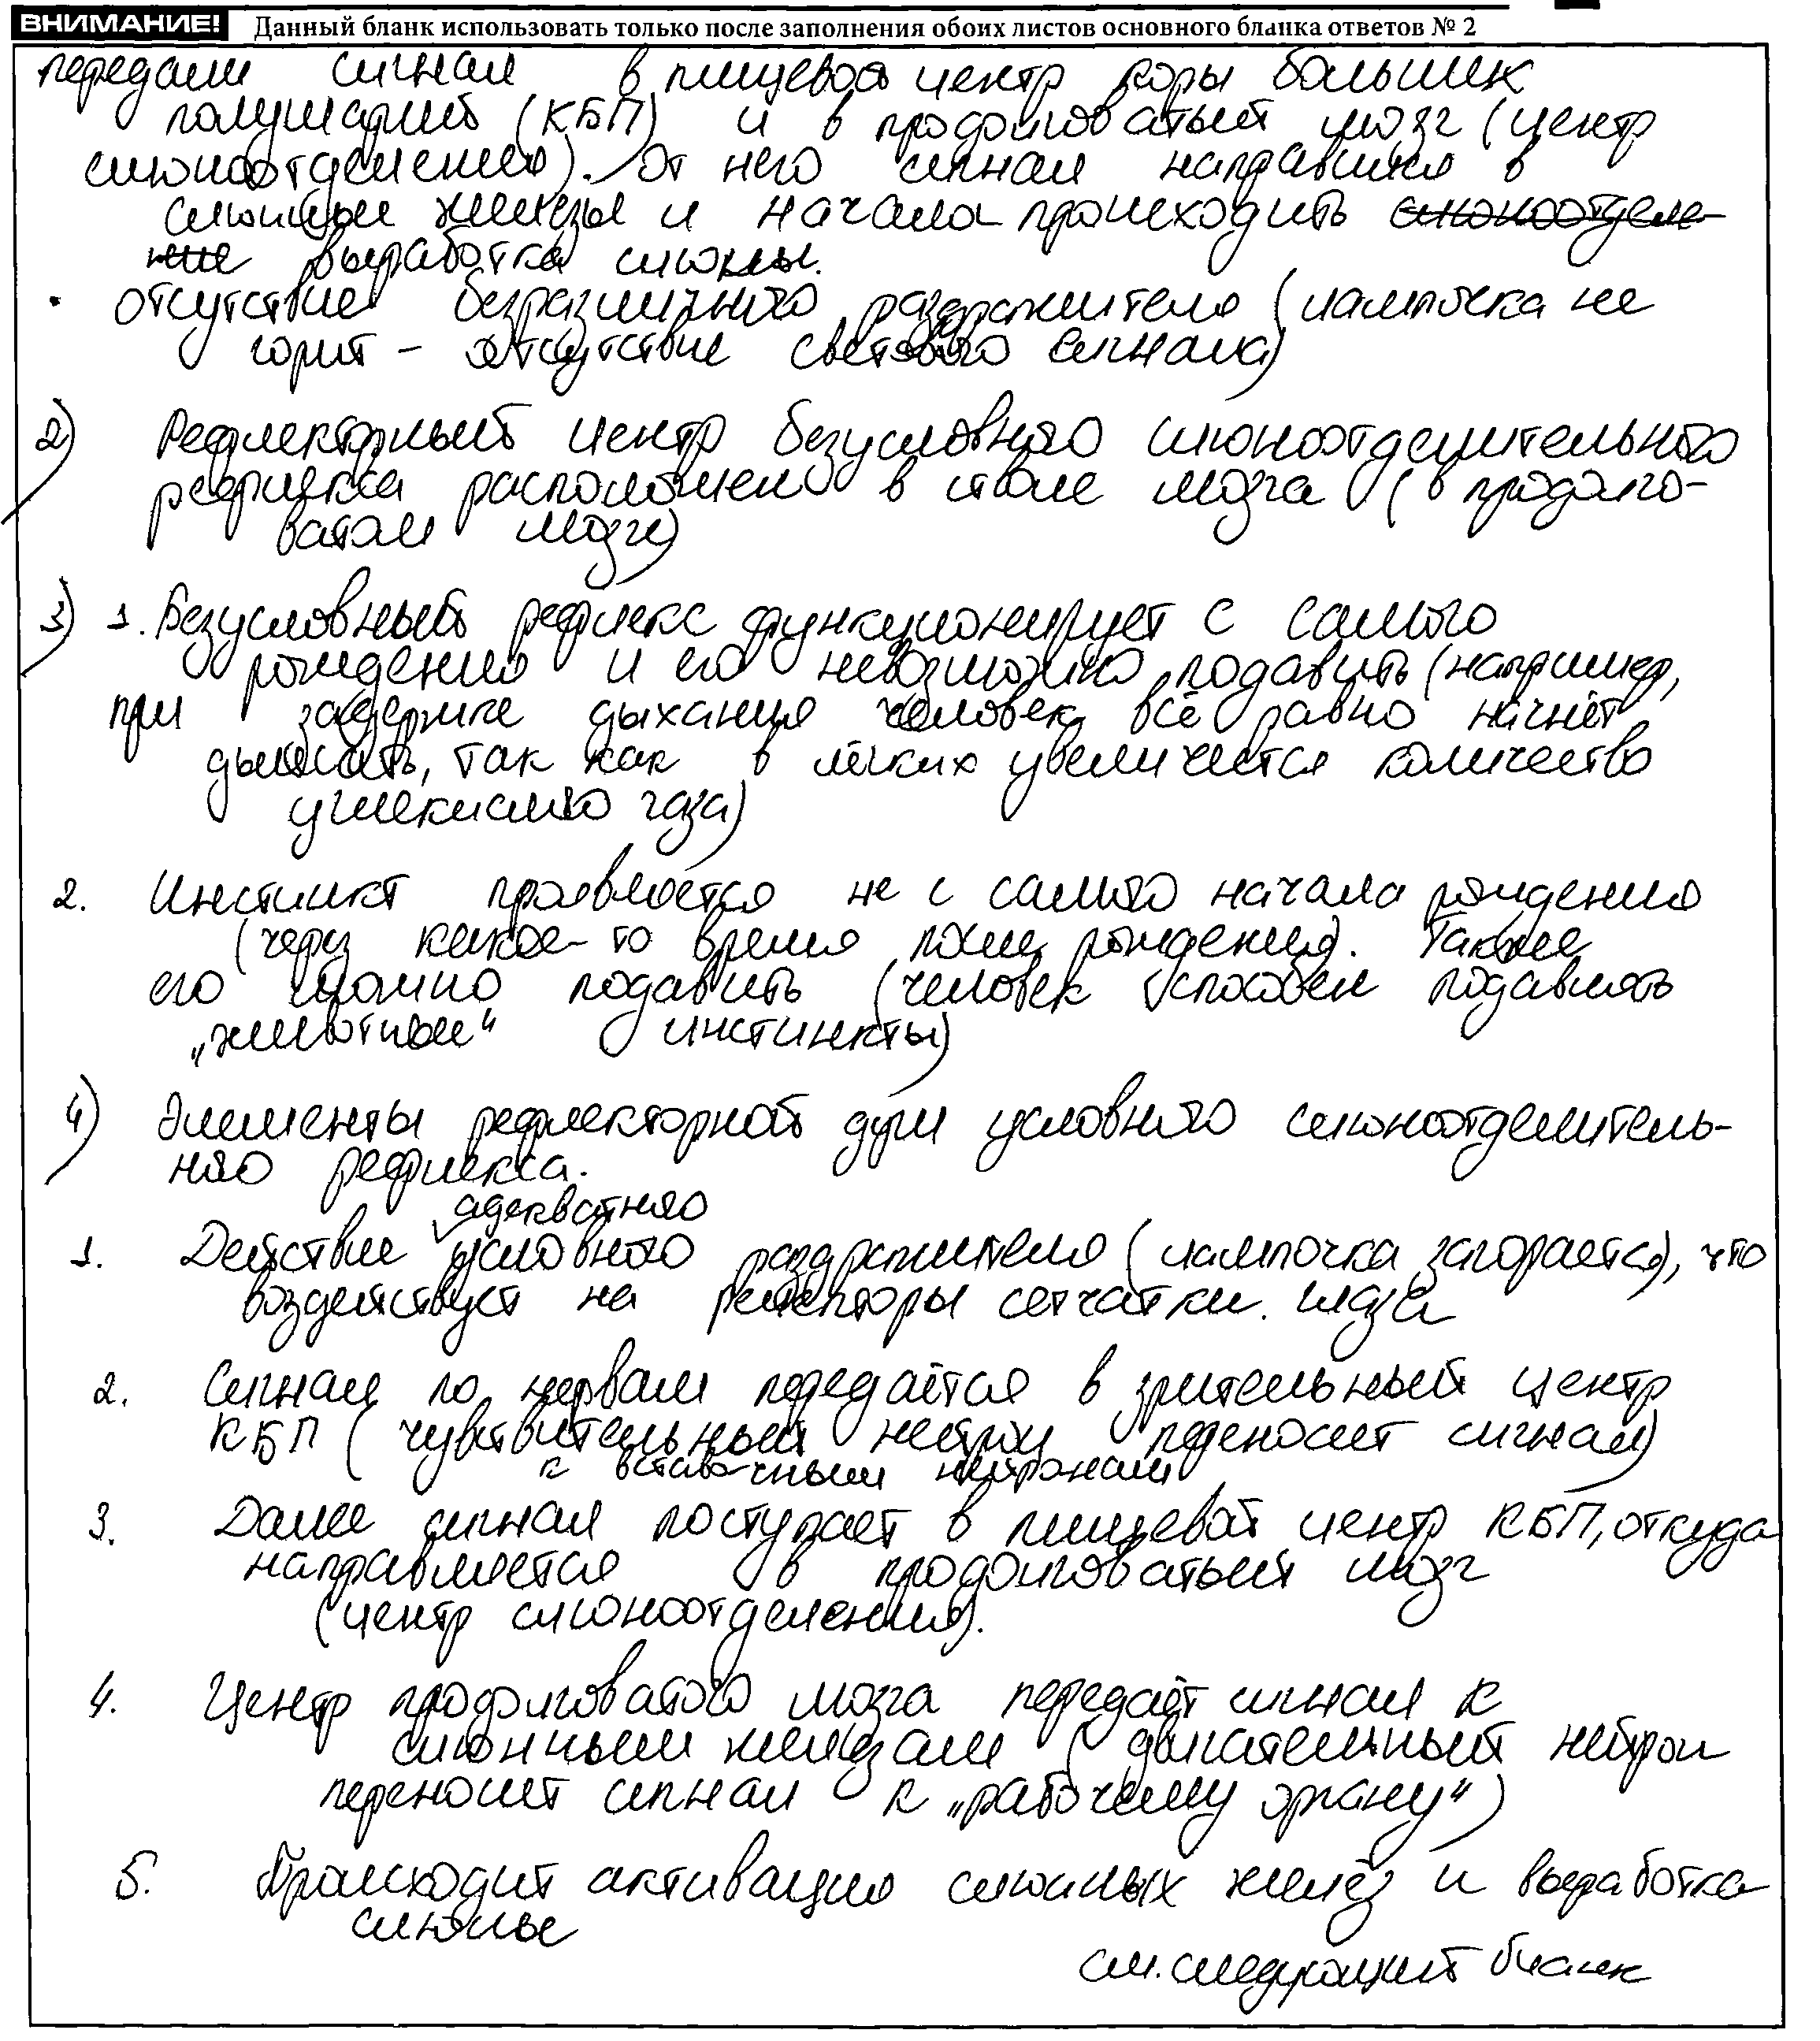 ВНИМАНИЕ! Данный бланк использовать только после заполнения обоих листов основного бланка ответов № 2
передали сигнал в пищевой центр коры больших
полушарий (КБП) и в продолговатый мозг (центр
слюноотделения). От него сигнал направился в
слюнные железы и начала происходить слюноотделе-
ние выработка слюны.
· отсутствие безразличного раздражителя (лампочка не
горит - отсутствие светового сигнала)
2) Рефлекторный центр безусловного слюноотделительного
рефлекса расположен в стволе мозга (в продолго-
ватом мозге)
3) 1. Безусловный рефлекс функционирует с самого
рождения и его невозможно подавить (например,
при задержке дыхания человек всё равно начнёт
дышать, так как в лёгких увеличется количество
углекислого газа)
2. Инстинкт проявляется не с самого начала рождения
(через какое-то время после рождения). Также
его можно подавить (человек способен подавлять
„животные“ инстинкты)
4) Элементы рефлекторной дуги условного слюноотделитель-
ного рефлекса.
адекватного
1. Действие условного раздражителя (лампочка загорается), что
воздействует на рецепторы сетчатки глаза
2. Сигнал по нервам передаётся в зрительный центр
КБП (чувствительный нейрон переносит сигнал)
к вставочным нейронам
3. Далее сигнал поступает в пищевой центр КБП, откуда
направляется в продолговатый мозг
(центр слюноотделения).
4. Центр продолговатого мозга передаёт сигнал к
слюнным железам (двигательный нейрон
переносит сигнал к „рабочему органу“)
5. Происходит активация слюнных желёз и выработка
слюны
см. следующий бланк